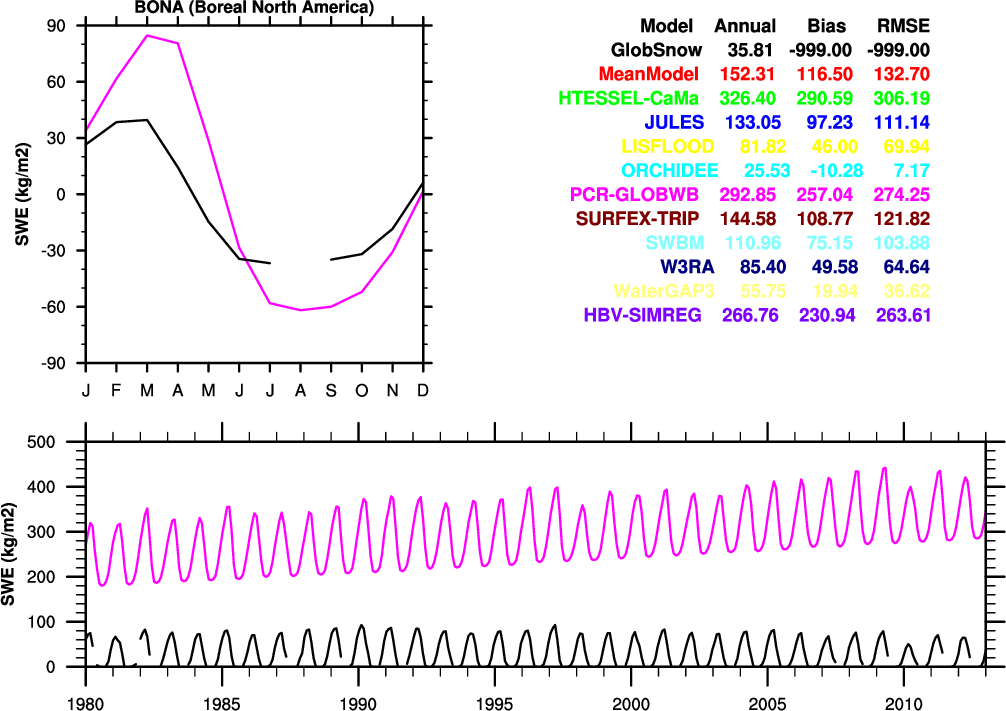 BONA (Boreal North America)
90
60
30
0
-30
-60
-90
SWE (kg/m2)
J F M A M J J A S O N D
Model Annual Bias RMSE
GlobSnow 35.81 -999.00 -999.00
MeanModel 152.31 116.50 132.70
HTESSEL-CaMa 326.40 290.59 306.19
JULES 133.05 97.23 111.14
LISFLOOD 81.82 46.00 69.94
ORCHIDEE 25.53 -10.28 7.17
PCR-GLOBWB 292.85 257.04 274.25
SURFEX-TRIP 144.58 108.77 121.82
SWBM 110.96 75.15 103.88
W3RA 85.40 49.58 64.64
WaterGAP3 55.75 19.94 36.62
HBV-SIMREG 266.76 230.94 263.61
500
400
300
200
100
0
SWE (kg/m2)
1980 1985 1990 1995 2000 2005 2010